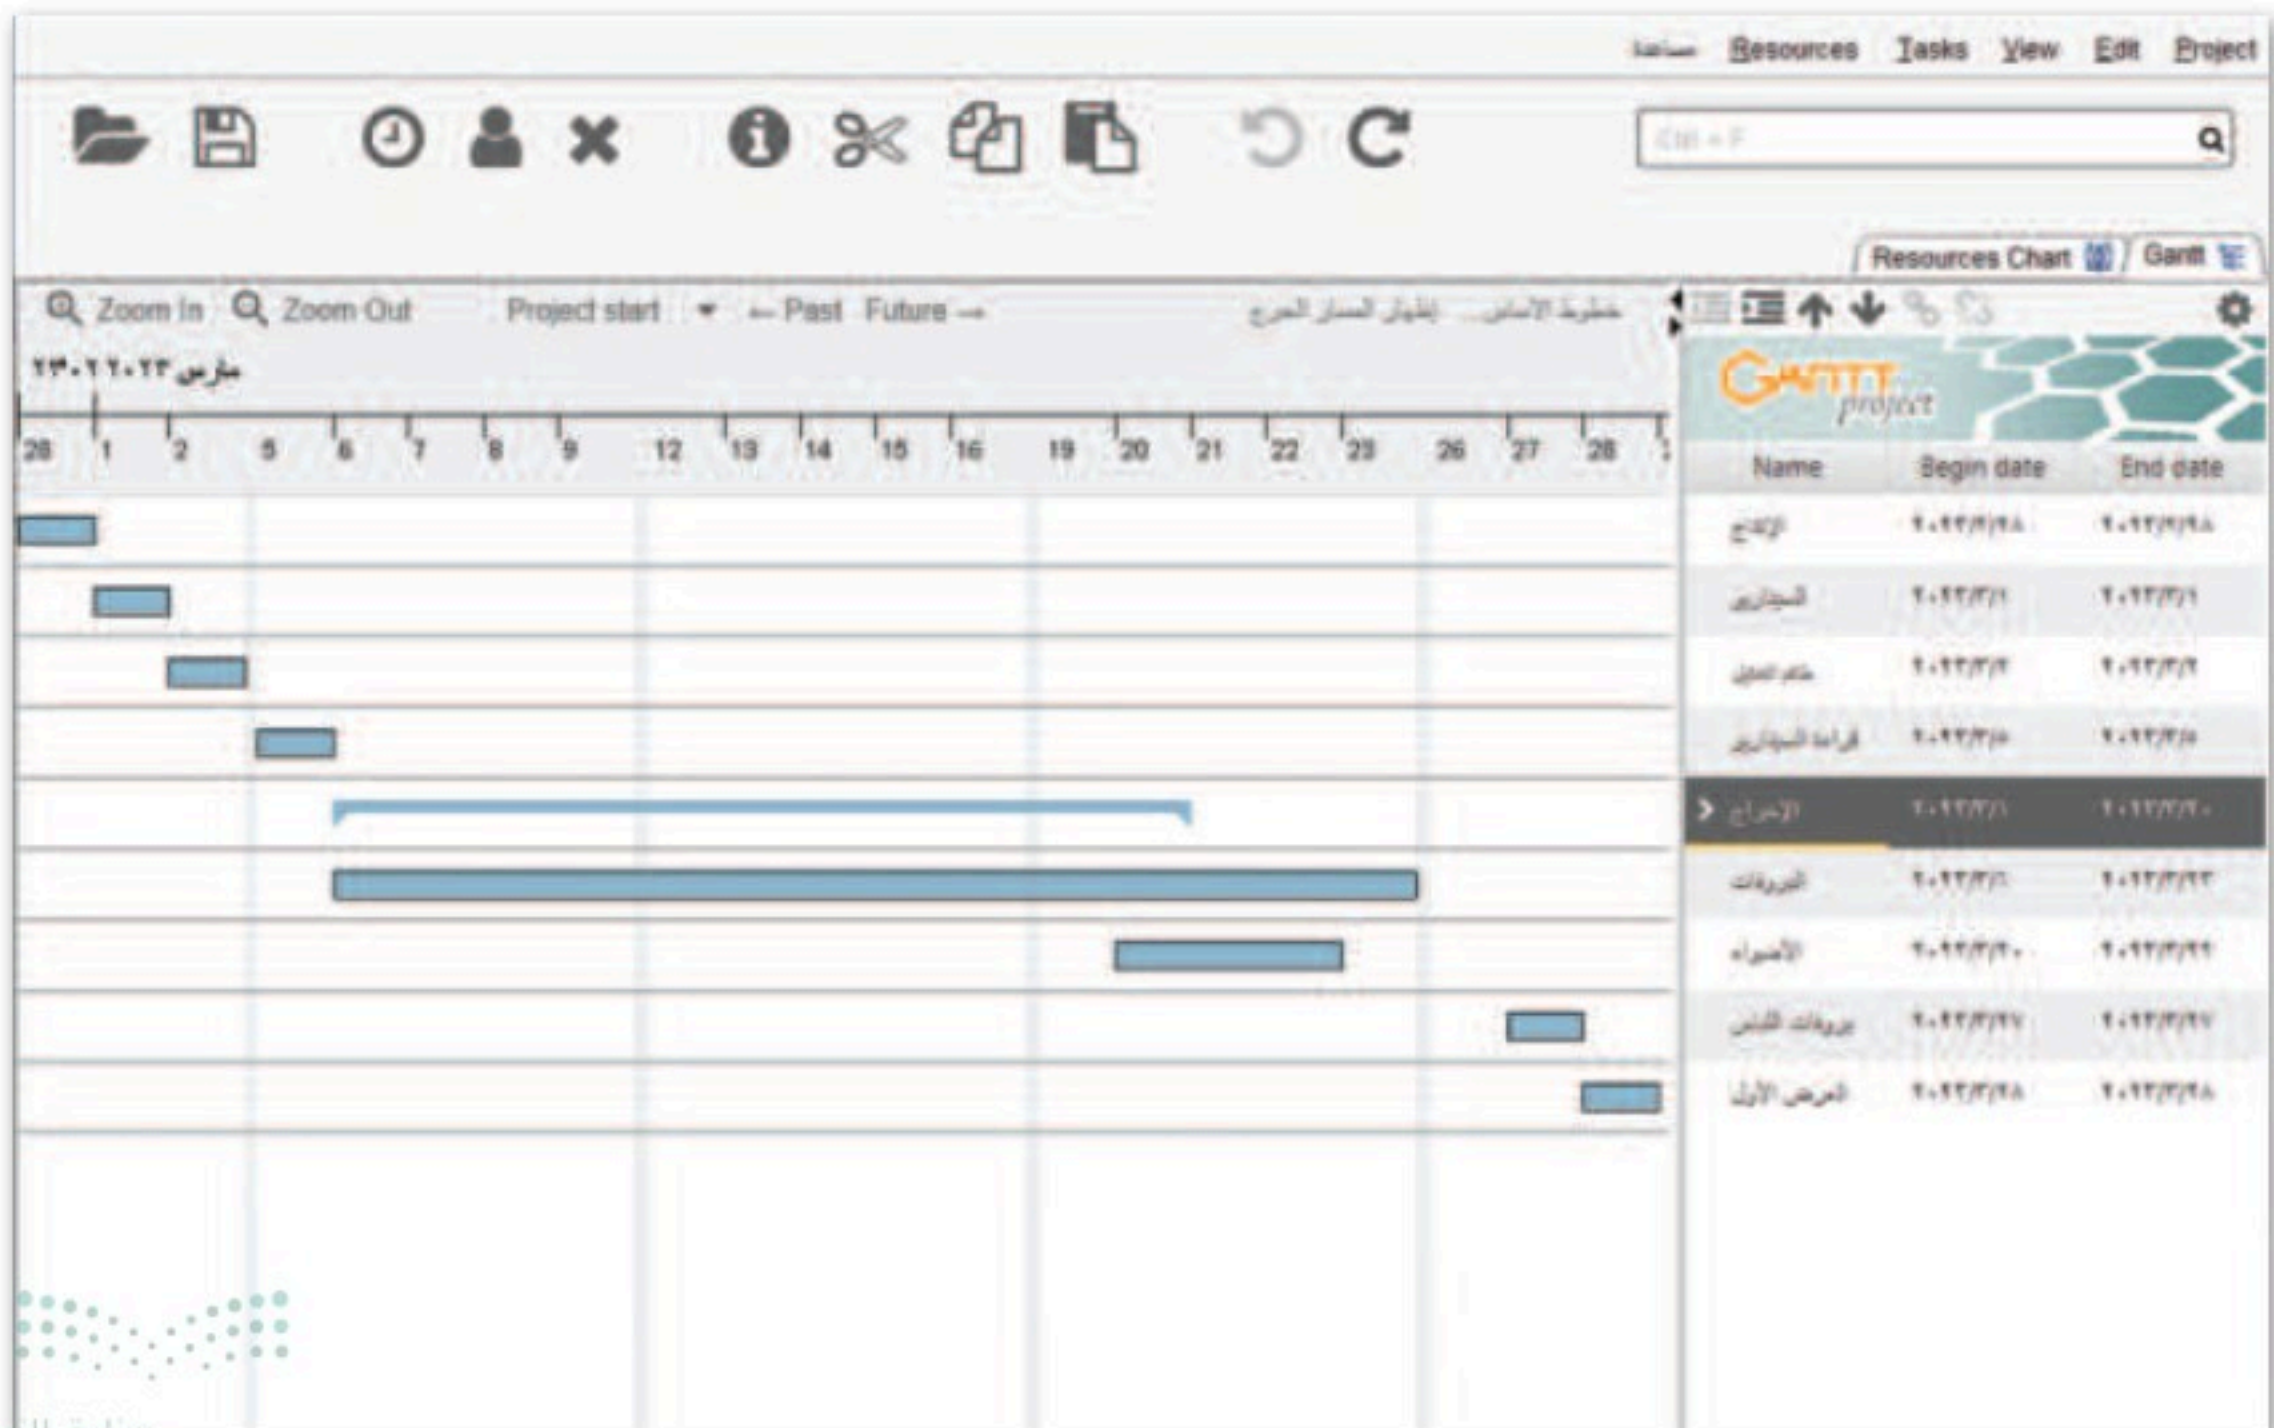 Project Edit View Tasks Resources مساعدة
Ctrl + F
Gantt Resources Chart
Zoom In Zoom Out Project start ← Past Future → إظهار المسار الحرج خطوط الأساس...
مارس ٢٠٢٣
28 1 2 5 6 7 8 9 12 13 14 15 16 19 20 21 22 23 26 27 28
GANTT project
Name Begin date End date
الإنتاج ٢٠٢٣/٢/٢٨ ٢٠٢٣/٢/٢٨
السيناريو ٢٠٢٣/٣/١ ٢٠٢٣/٣/١
٢٠٢٣/٣/٢ ٢٠٢٣/٣/٢
قراءة السيناريو ٢٠٢٣/٣/٥ ٢٠٢٣/٣/٥
الإخراج ٢٠٢٣/٣/٦ ٢٠٢٣/٣/٢٠
البروفات ٢٠٢٣/٣/٦ ٢٠٢٣/٣/٢٣
الأضواء ٢٠٢٣/٣/٢٠ ٢٠٢٣/٣/٢٢
بروفات اللباس ٢٠٢٣/٣/٢٧ ٢٠٢٣/٣/٢٧
العرض الأول ٢٠٢٣/٣/٢٨ ٢٠٢٣/٣/٢٨